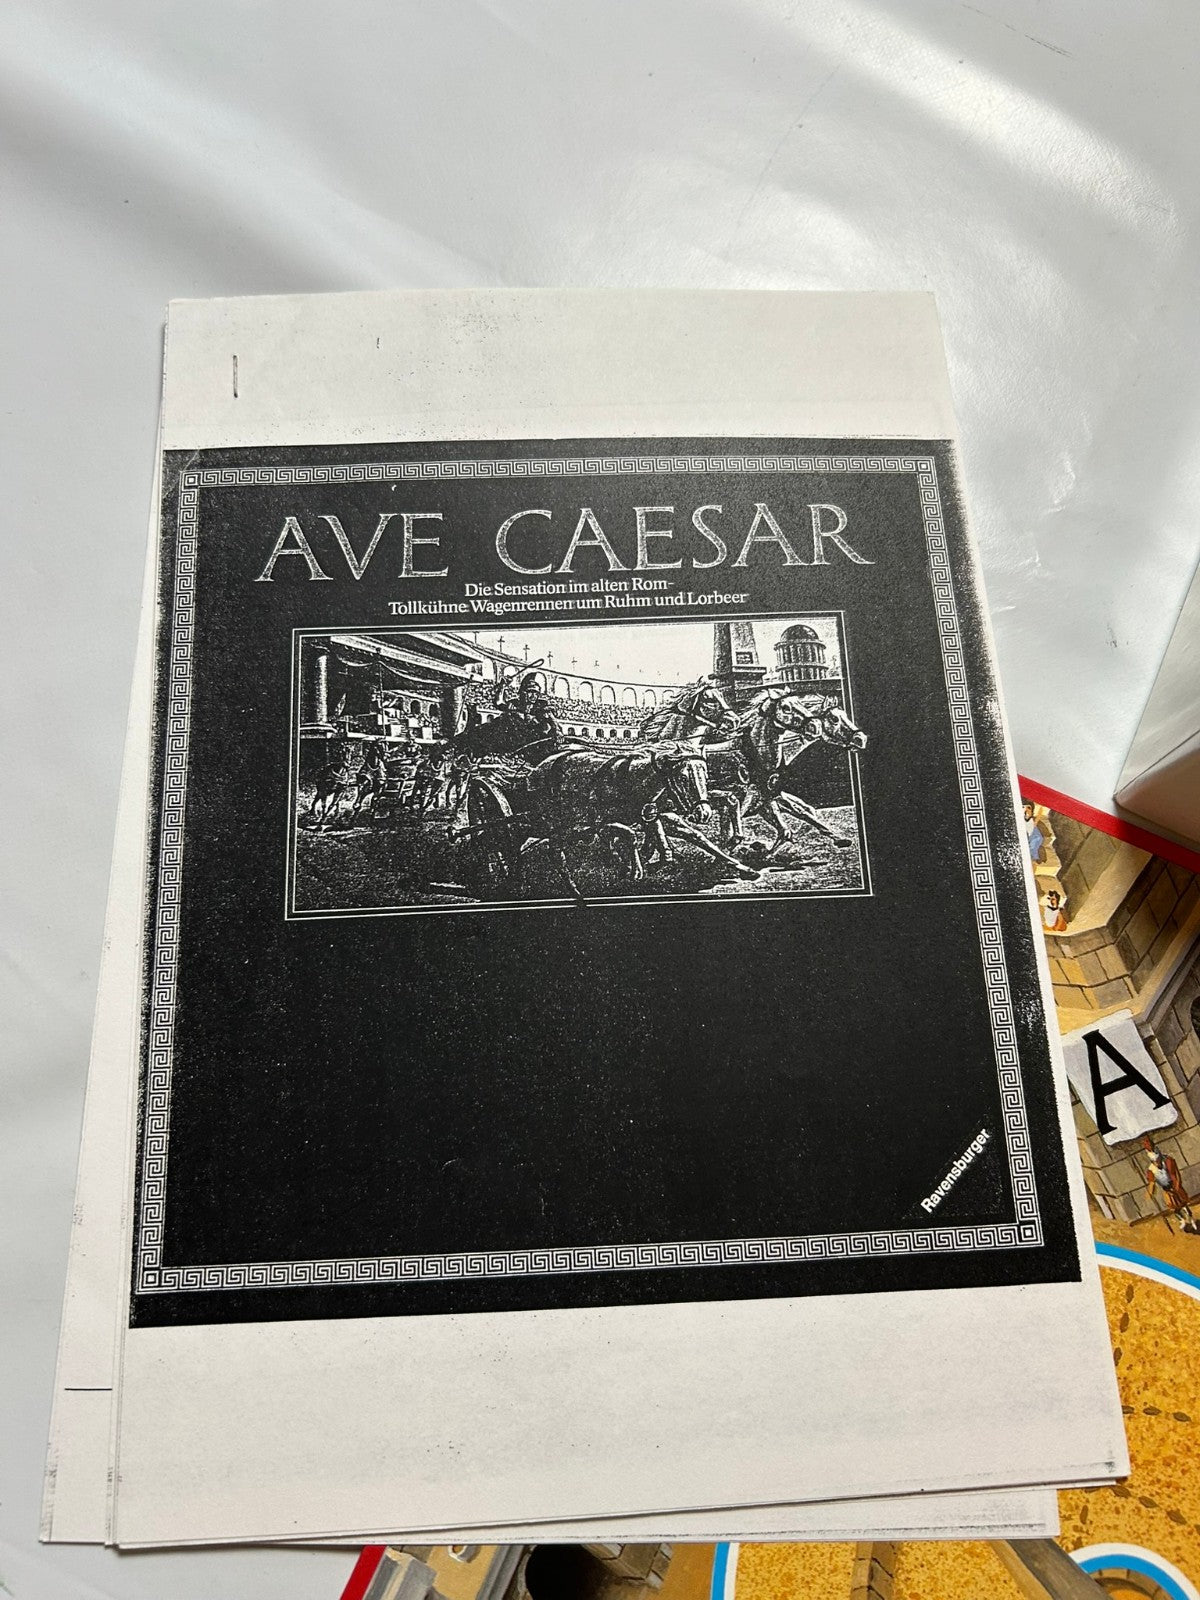 AVE CAESAR
Die Sensation im alten Rom-
Tollkühne Wagenrennen um Ruhm und Lorbeer
Ravensburger
A